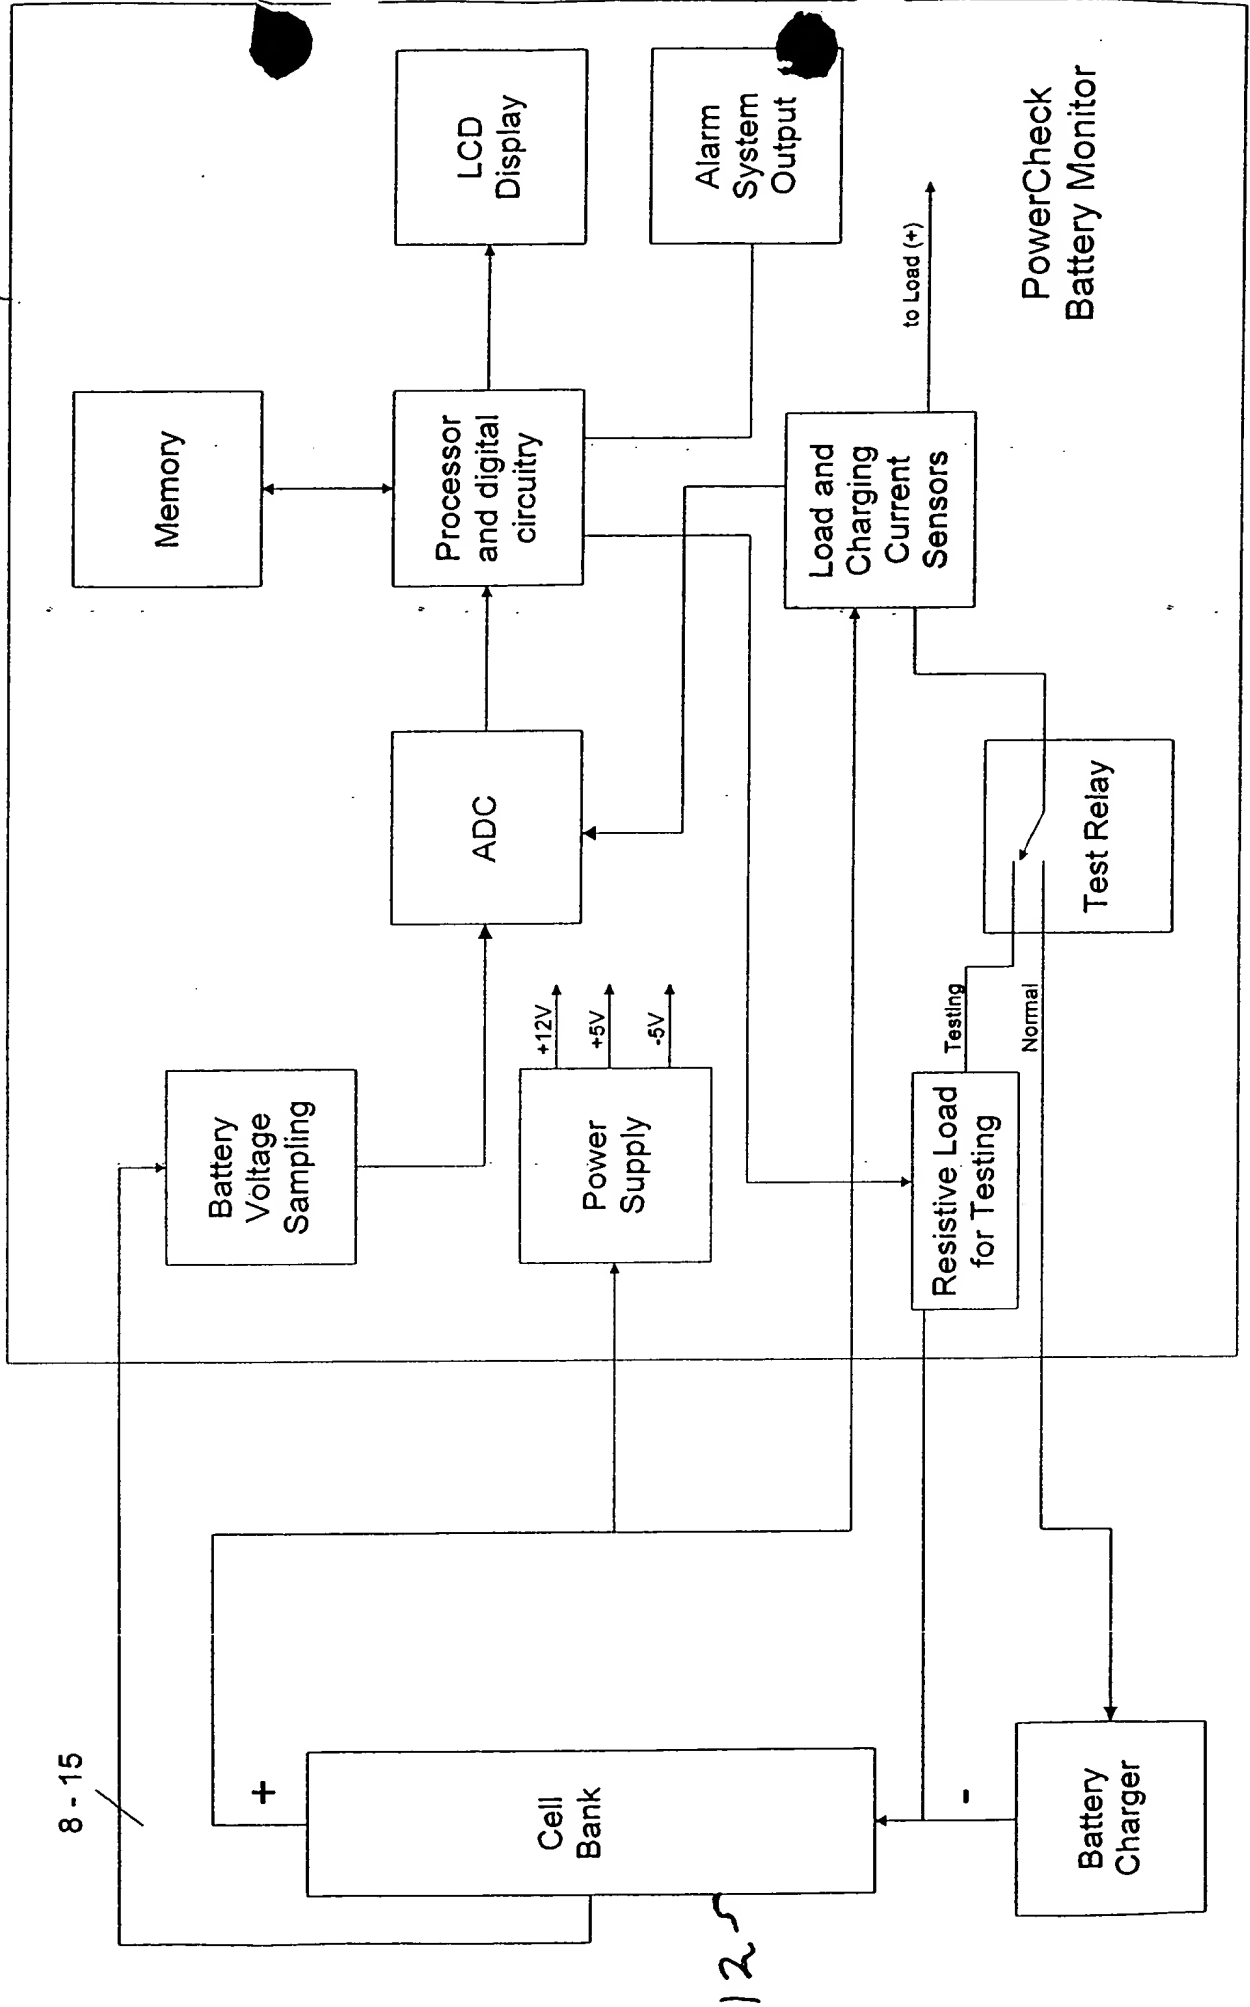 8 - 15
+
Cell
Bank
12
-
Battery
Charger
Battery
Voltage
Sampling
Power
Supply
+12V
+5V
-5V
Resistive Load
for Testing
Testing
Normal
ADC
Test Relay
Memory
Processor
and digital
circuitry
Load and
Charging
Current
Sensors
to Load (+)
LCD
Display
Alarm
System
Output
PowerCheck
Battery Monitor